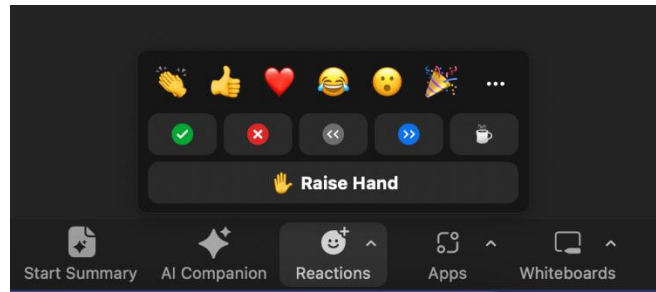 Raise Hand
Start Summary
AI Companion
Reactions
Apps
Whiteboards